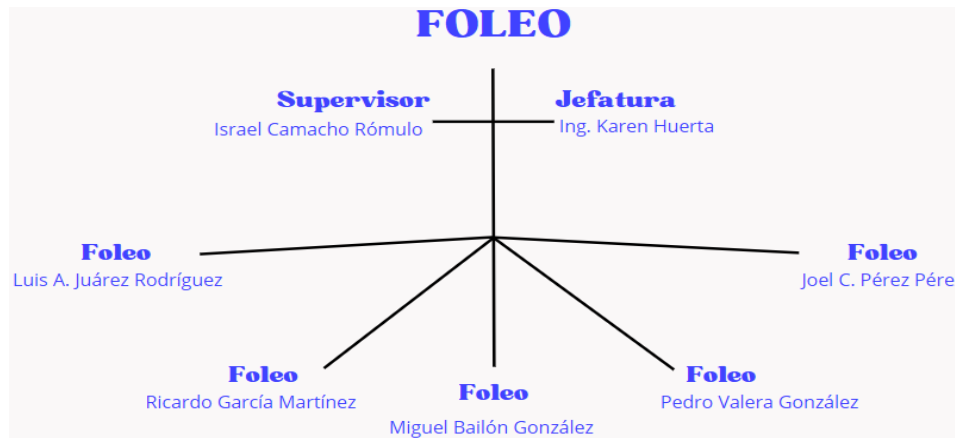 FOLEO
Supervisor
Israel Camacho Rómulo
Jefatura
Ing. Karen Huerta
Foleo
Luis A. Juárez Rodríguez
Foleo
Joel C. Pérez Pére
Foleo
Ricardo García Martínez
Foleo
Miguel Bailón González
Foleo
Pedro Valera González